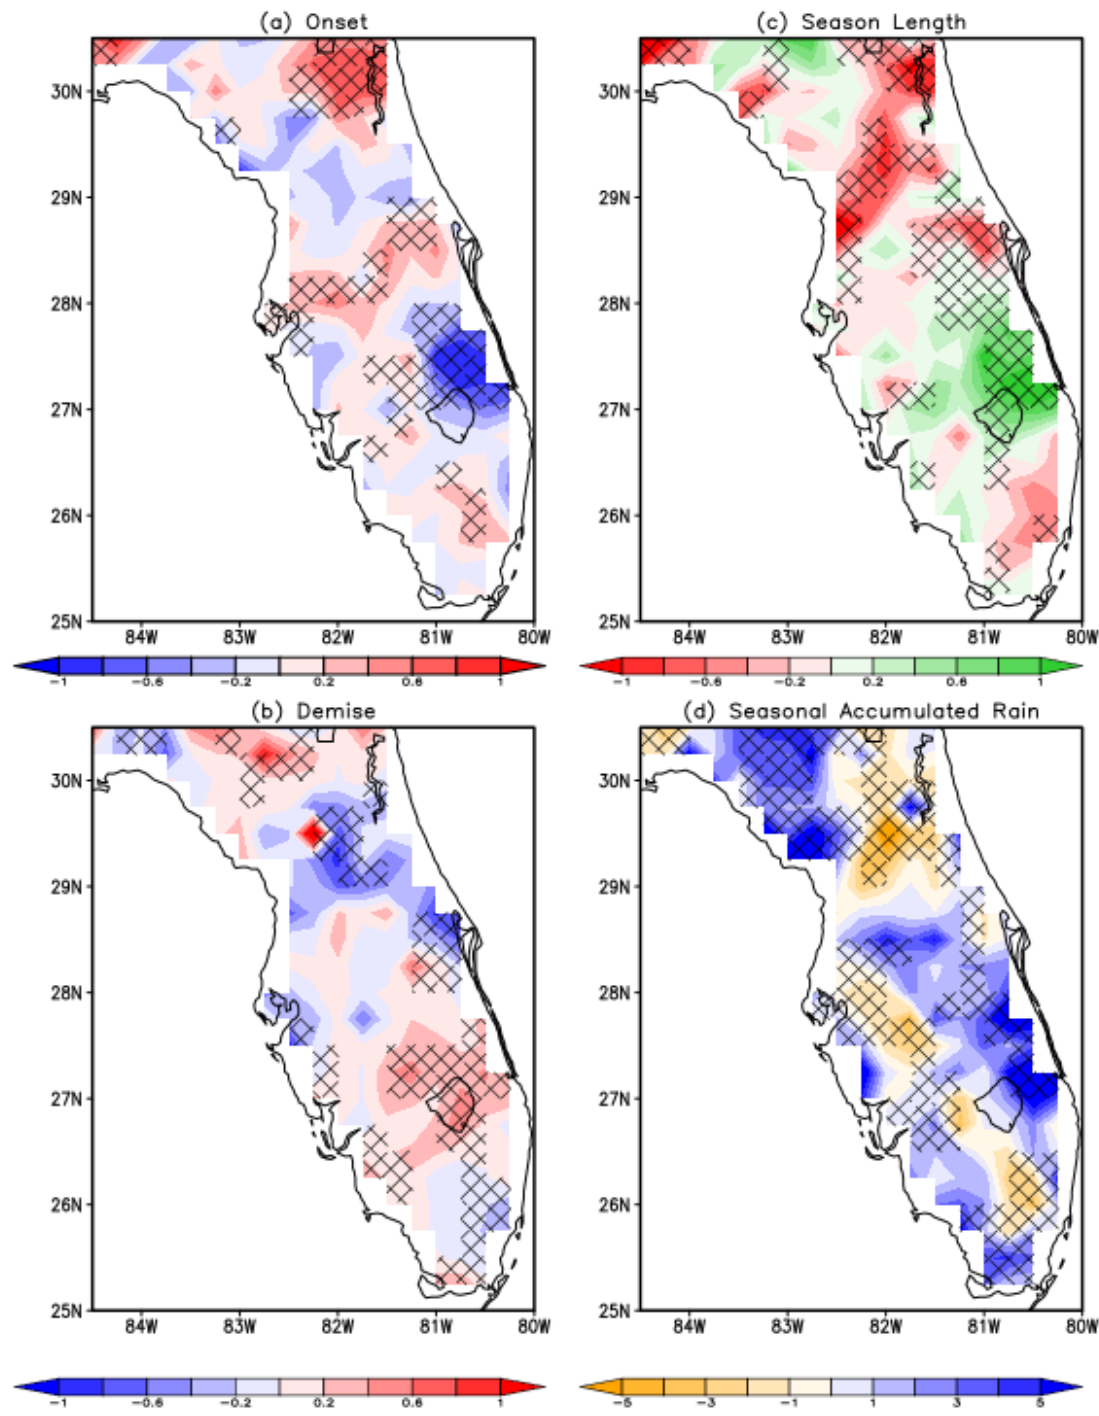 (a) Onset
(c) Season Length
30N
29N
28N
27N
26N
25N
84W 83W 82W 81W 80W
30N
29N
28N
27N
26N
25N
84W 83W 82W 81W 80W
-1 -0.6 -0.2 0.2 0.6 1
-1 -0.6 -0.2 0.2 0.6 1
(b) Demise
(d) Seasonal Accumulated Rain
30N
29N
28N
27N
26N
25N
84W 83W 82W 81W 80W
30N
29N
28N
27N
26N
25N
84W 83W 82W 81W 80W
-1 -0.6 -0.2 0.2 0.6 1
-5 -3 -1 1 3 5